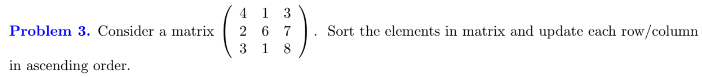 Problem 3. Consider a matrix ( 4 1 3
2 6 7
3 1 8 ) . Sort the elements in matrix and update each row/column
in ascending order.